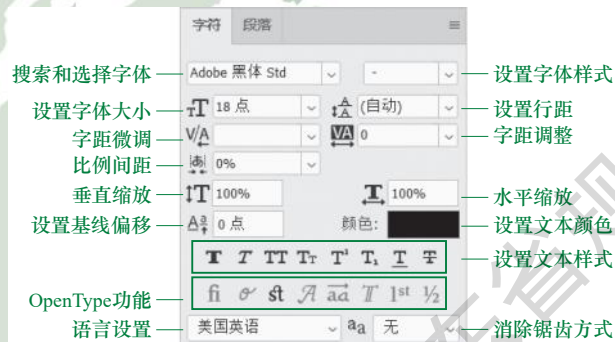 字符 段落
搜索和选择字体 Adobe 黑体 Std - 设置字体样式
设置字体大小 18 点 (自动) 设置行距
字距微调 V/A VA 0 字距调整
比例间距 あ 0% 
垂直缩放 T 100% T 100% 水平缩放
设置基线偏移 Aª 0 点 颜色: 设置文本颜色
T T TT Tт T¹ T₁ T T 设置文本样式
OpenType功能 fi st A ad T 1st ½
语言设置 美国英语 aa 无 消除锯齿方式